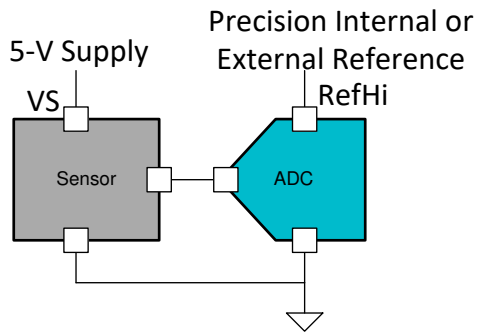 Precision Internal or
External Reference
5-V Supply
VS
RefHi
Sensor
ADC